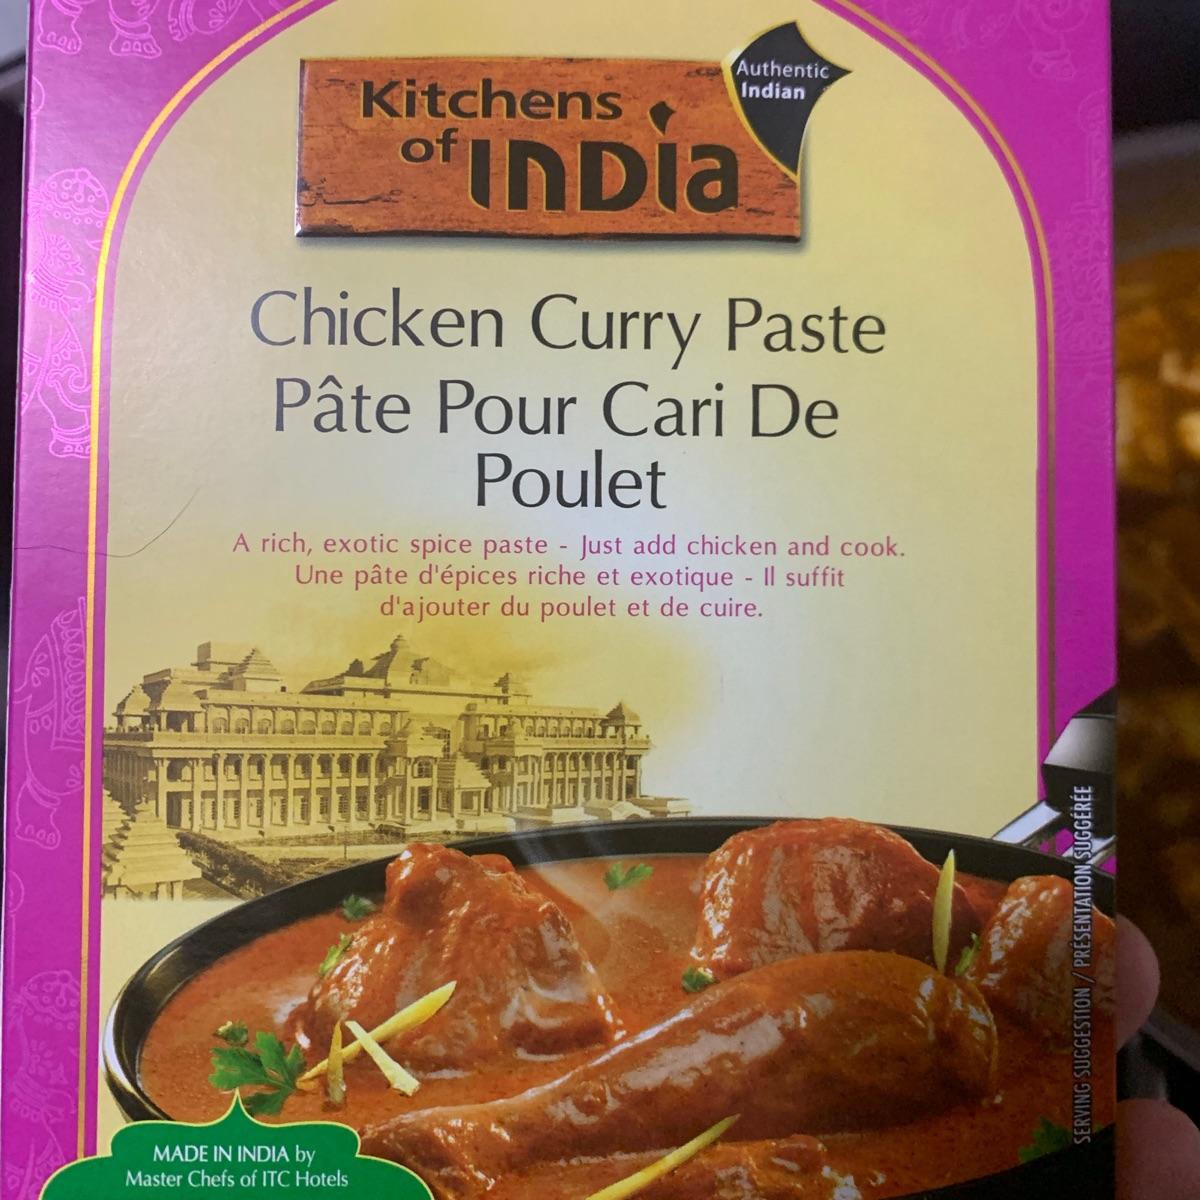 Authentic
Indian
Kitchens
of INDIA
Chicken Curry Paste
Pâte Pour Cari De
Poulet
A rich, exotic spice paste - Just add chicken and cook.
Une pâte d'épices riche et exotique - Il suffit
d'ajouter du poulet et de cuire.
SERVING SUGGESTION / PRÉSENTATION SUGGÉRÉE
MADE IN INDIA by
Master Chefs of ITC Hotels